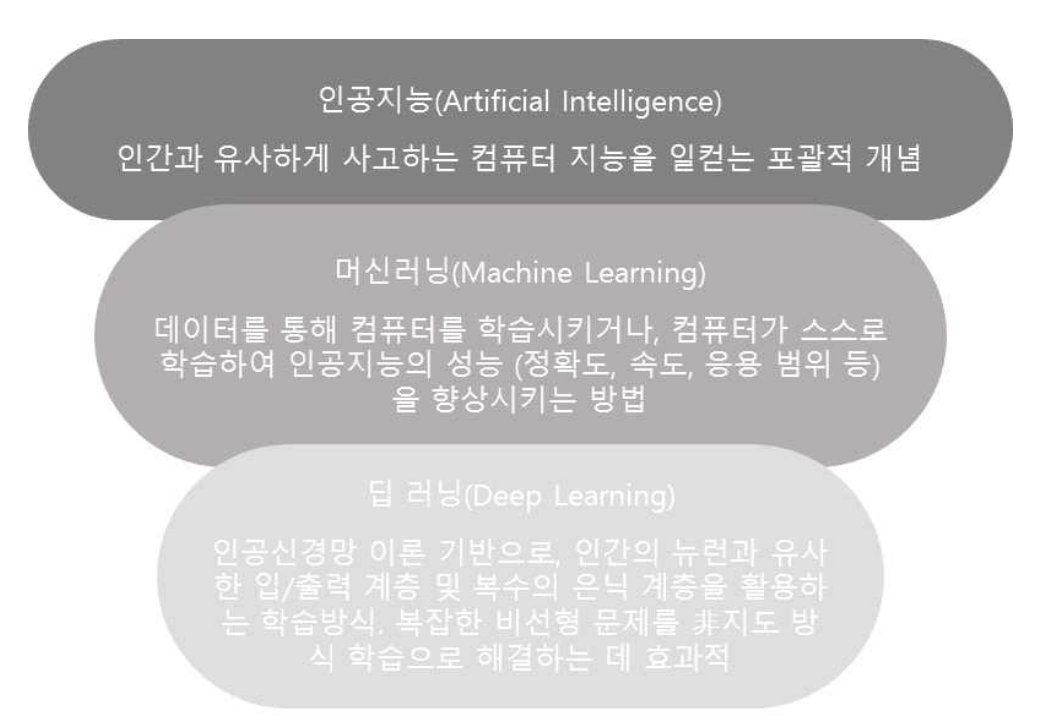 인공지능(Artificial Intelligence)
인간과 유사하게 사고하는 컴퓨터 지능을 일컫는 포괄적 개념
머신러닝(Machine Learning)
데이터를 통해 컴퓨터를 학습시키거나, 컴퓨터가 스스로
학습하여 인공지능의 성능 (정확도, 속도, 응용 범위 등)
을 향상시키는 방법
딥 러닝(Deep Learning)
인공신경망 이론 기반으로, 인간의 뉴런과 유사
한 입/출력 계층 및 복수의 은닉 계층을 활용하
는 학습방식. 복잡한 비선형 문제를 非지도 방
식 학습으로 해결하는 데 효과적